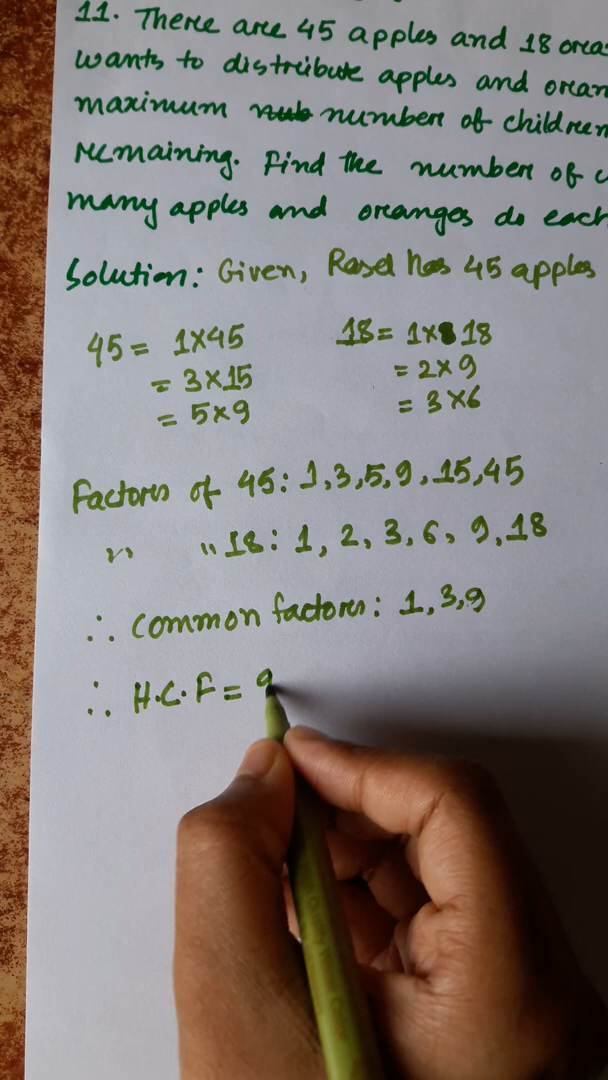 11. There are 45 apples and 18
wants to distribute apples and
maximum number of children
remaining. Find the number of
many apples and oranges do each
Solution: Given, Rasel has 45 apples
45 = 1×45 18 = 1×18
= 3×15 = 2×9
= 5×9 = 3×6
Factors of 45: 1,3,5,9,15,45
" " 18: 1, 2, 3, 6, 9, 18
∴ Common factors: 1,3,9
∴ H.C.F = 9